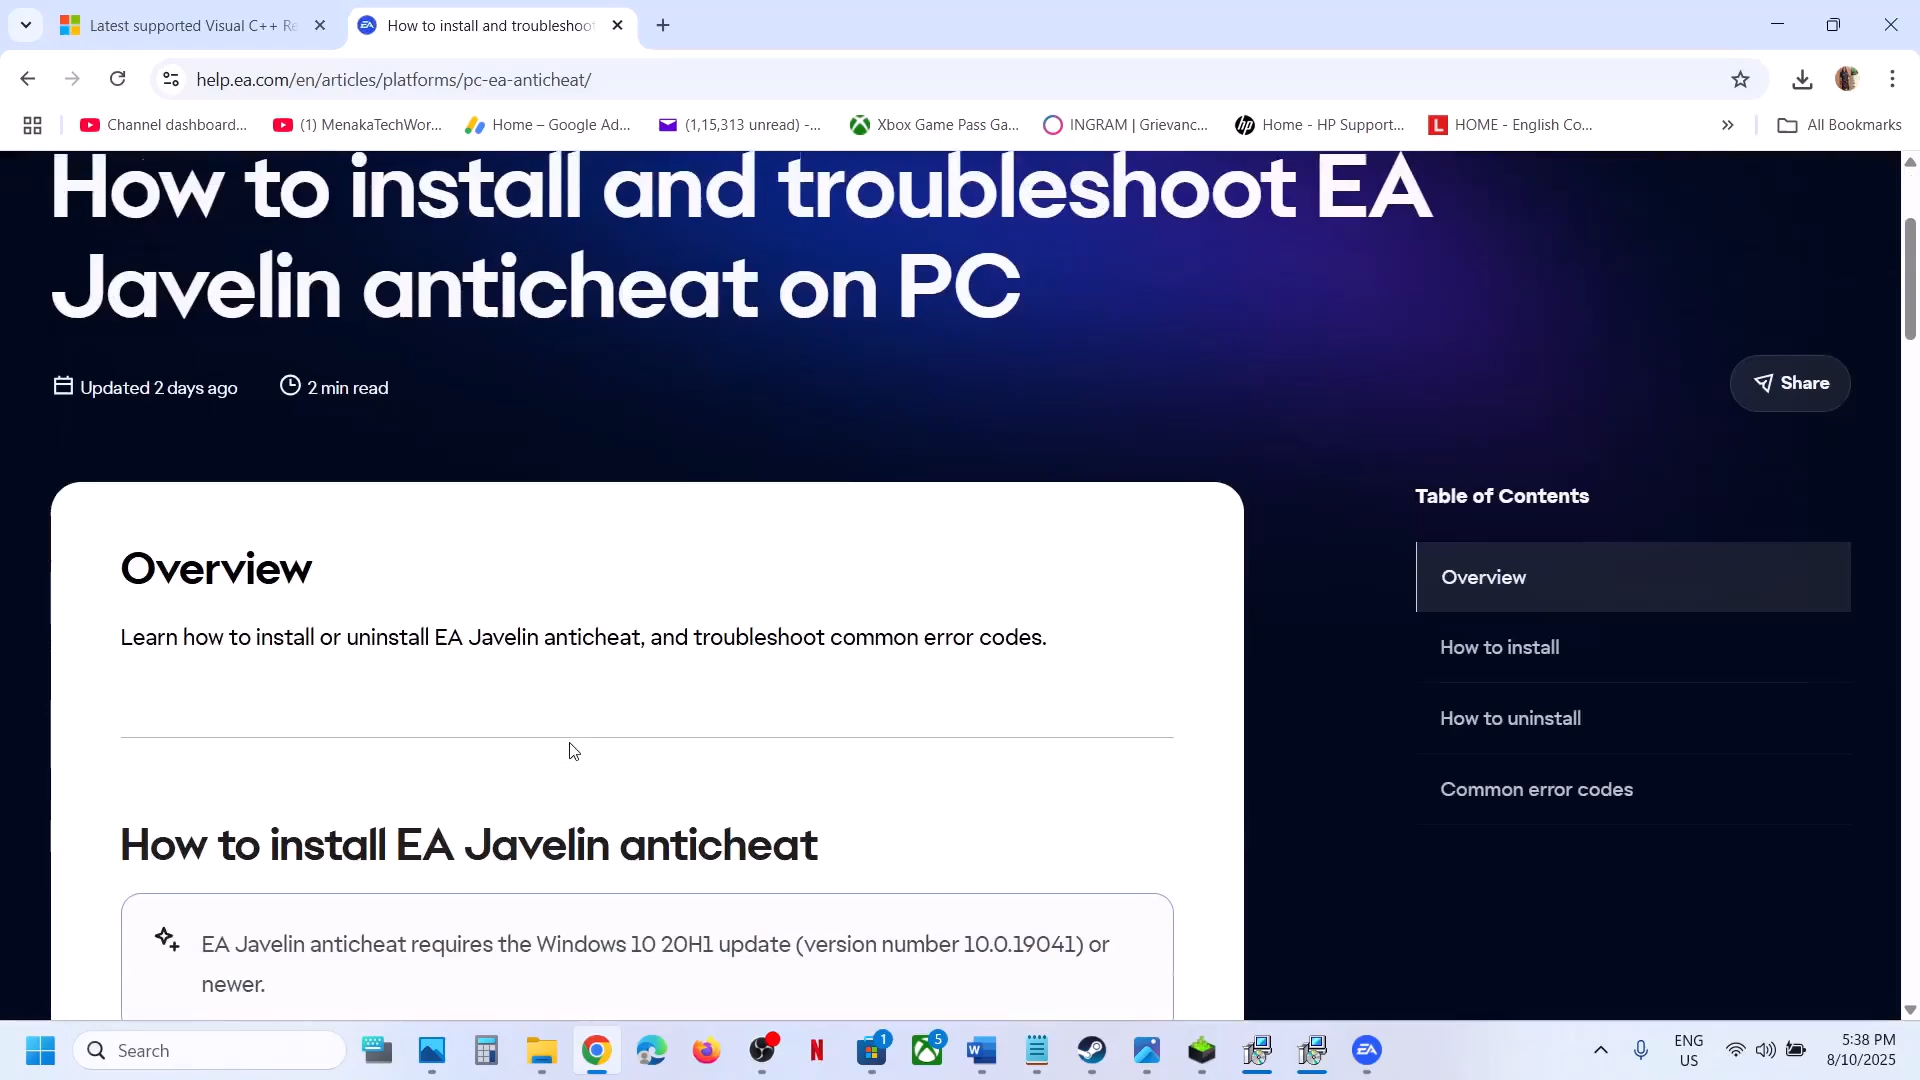 Latest supported Visual C++ Re
How to install and troubleshoot
help.ea.com/en/articles/platforms/pc-ea-anticheat/
Channel dashboard...
(1) MenakaTechWor...
Home – Google Ad...
(1,15,313 unread) -...
Xbox Game Pass Ga...
INGRAM | Grievanc...
Home - HP Support...
HOME - English Co...
All Bookmarks
How to install and troubleshoot EA
Javelin anticheat on PC
Updated 2 days ago
2 min read
Share
Overview
Learn how to install or uninstall EA Javelin anticheat, and troubleshoot common error codes.
Table of Contents
Overview
How to install
How to uninstall
Common error codes
How to install EA Javelin anticheat
EA Javelin anticheat requires the Windows 10 20H1 update (version number 10.0.19041) or
newer.
Search
1
5
ENG
US
5:38 PM
8/10/2025